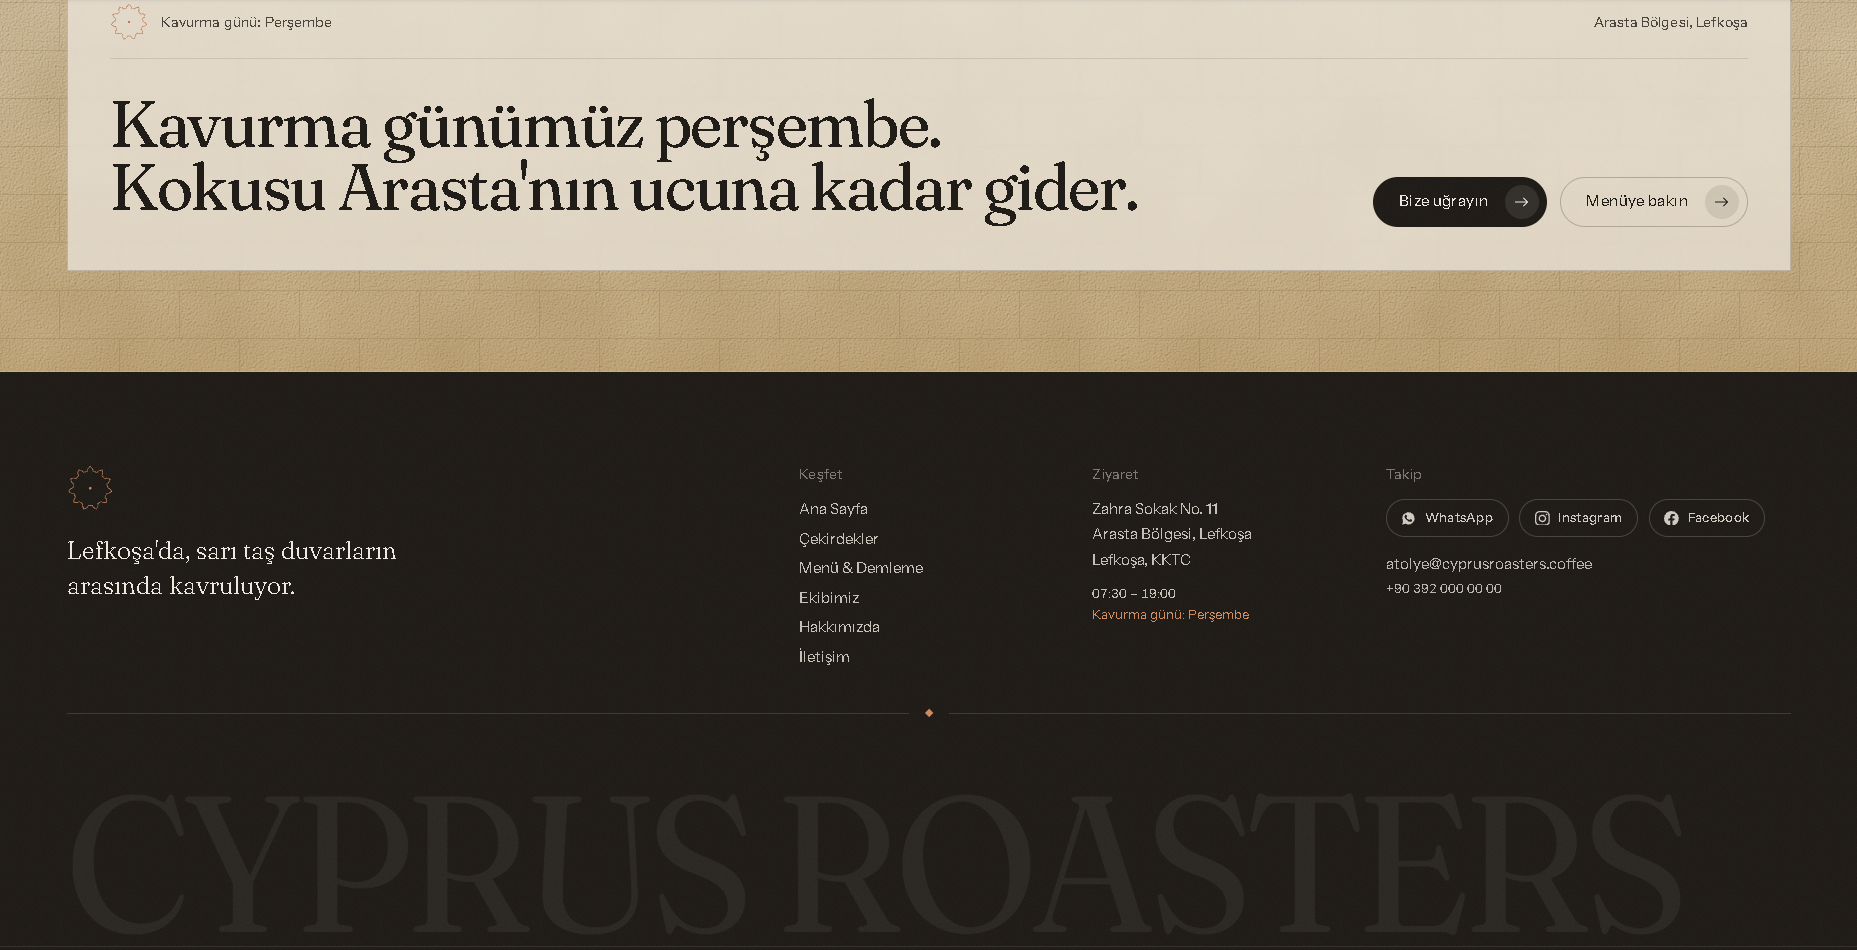 Kavurma günü: Perşembe
Arasta Bölgesi, Lefkoşa
Kavurma günümüz perşembe.
Kokusu Arasta'nın ucuna kadar gider.
Bize uğrayın
Menüye bakın
Lefkoşa'da, sarı taş duvarların
arasında kavruluyor.
Keşfet
Ana Sayfa
Çekirdekler
Menü & Demleme
Ekibimiz
Hakkımızda
İletişim
Ziyaret
Zahra Sokak No. 11
Arasta Bölgesi, Lefkoşa
Lefkoşa, KKTC
07:30 – 19:00
Kavurma günü: Perşembe
Takip
WhatsApp
Instagram
Facebook
atolye@cyprusroasters.coffee
+90 392 000 00 00
CYPRUS ROASTERS